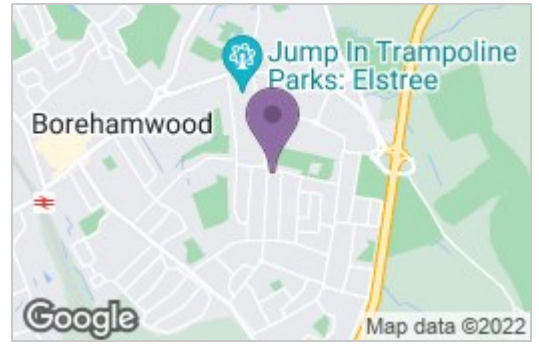 Jump In Trampoline
Parks: Elstree
Borehamwood
Google
Map data ©2022